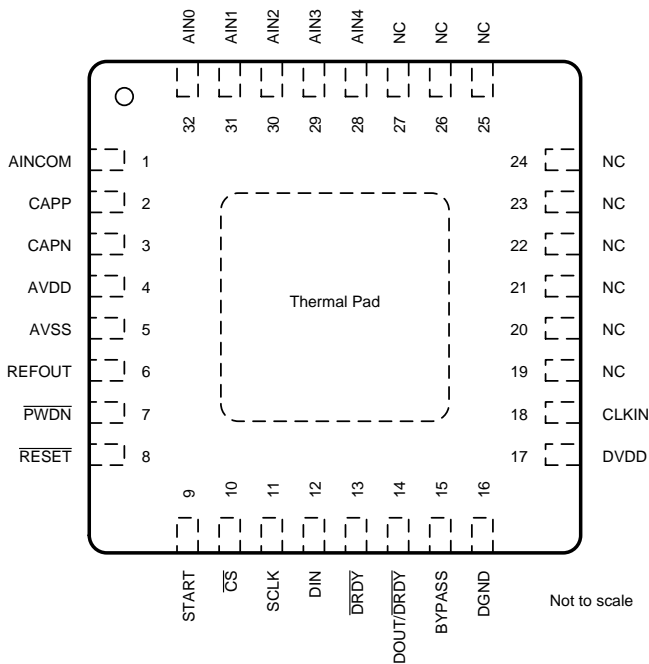 AIN0
AIN1
AIN2
AIN3
AIN4
NC
NC
NC
32
31
30
29
28
27
26
25
AINCOM 1
CAPP 2
CAPN 3
AVDD 4
AVSS 5
REFOUT 6
PWDN 7
RESET 8
Thermal Pad
24 NC
23 NC
22 NC
21 NC
20 NC
19 NC
18 CLKIN
17 DVDD
9
10
11
12
13
14
15
16
START
CS
SCLK
DIN
DRDY
DOUT/DRDY
BYPASS
DGND
Not to scale